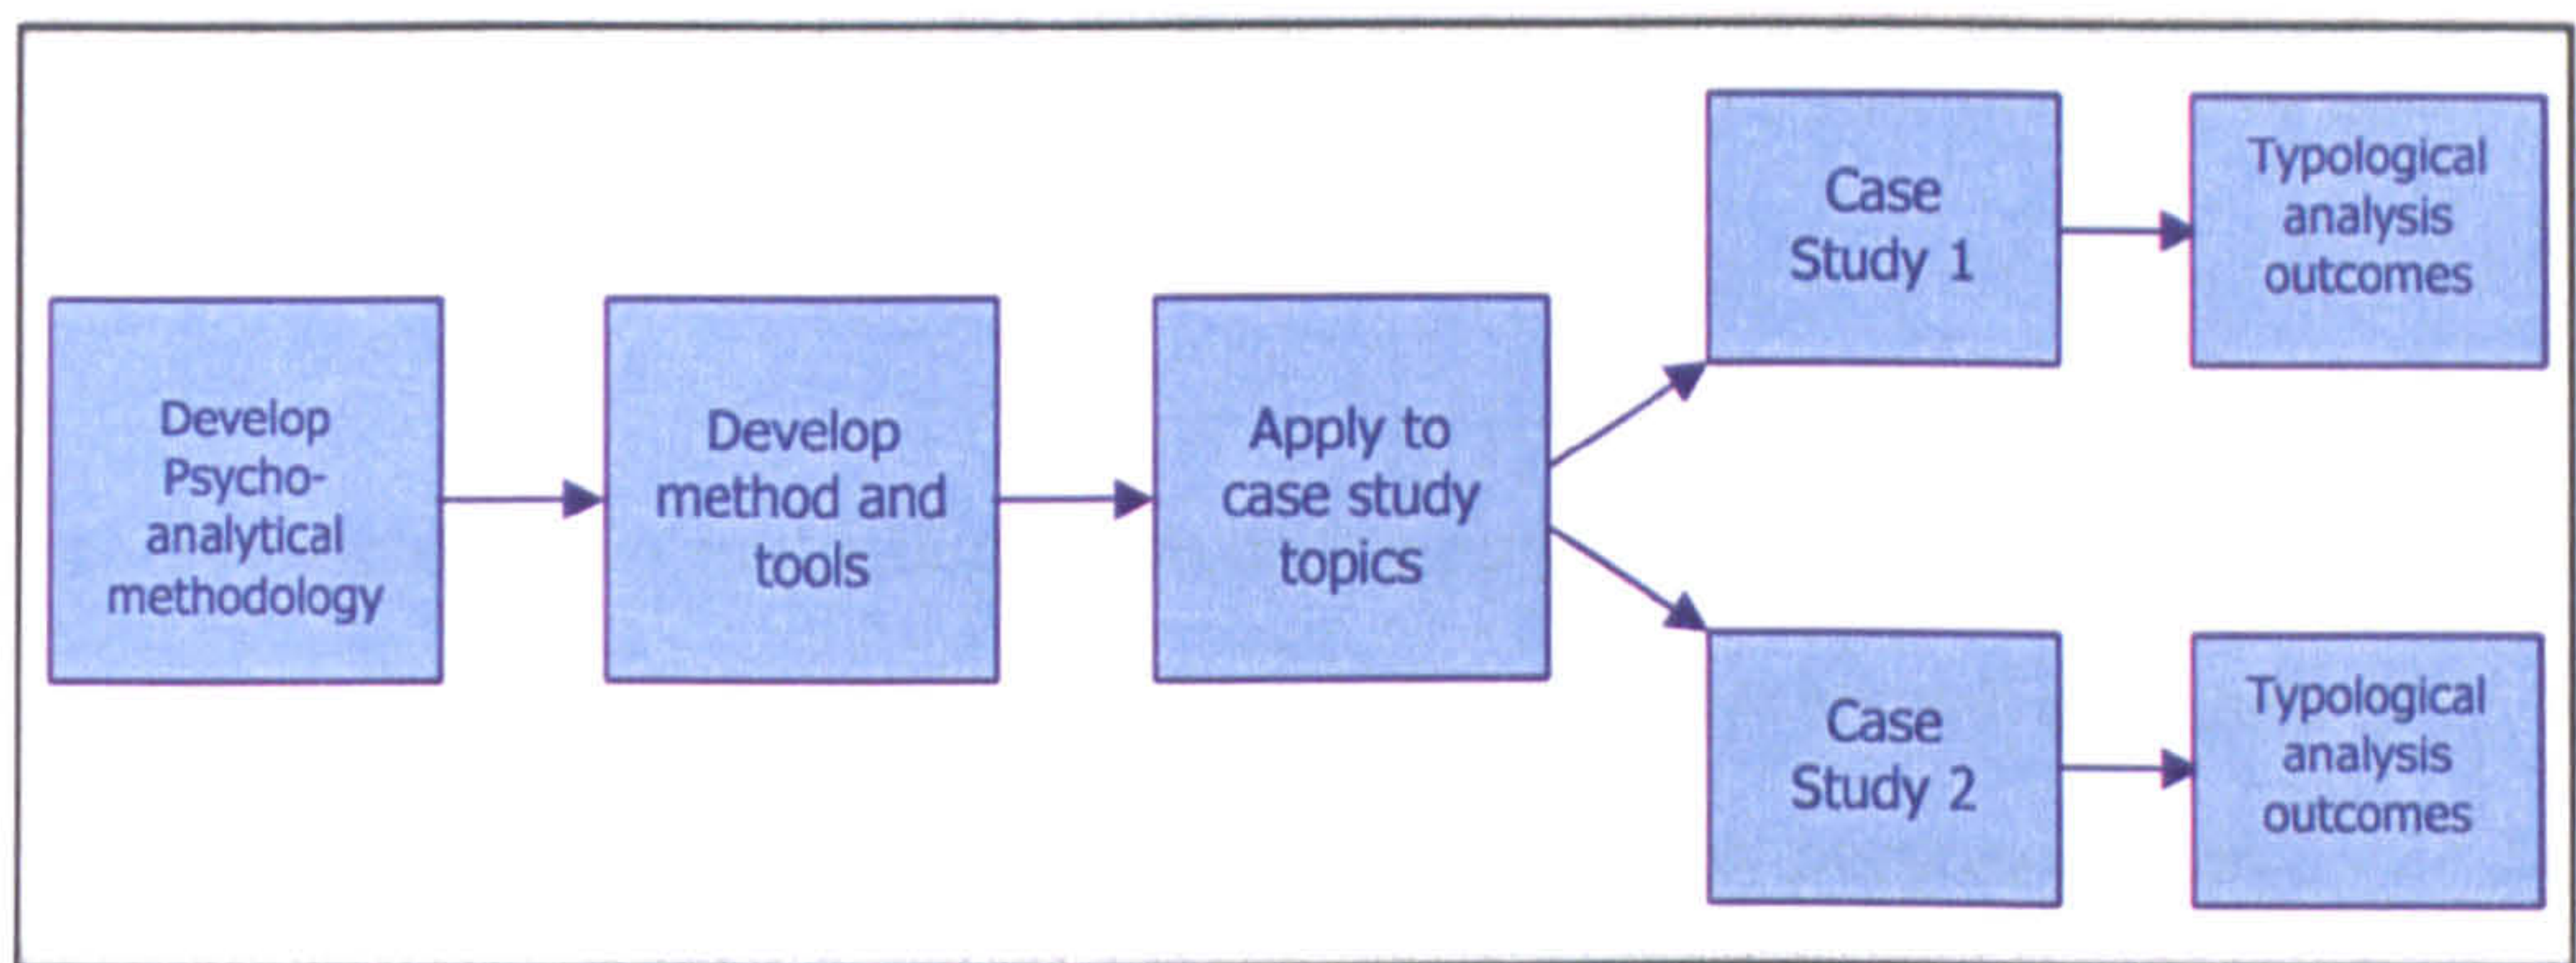 Develop
Psycho-
analytical
methodology
Develop
method and
tools
Apply to
case study
topics
Case
Study 1
Typological
analysis
outcomes
Case
Study 2
Typological
analysis
outcomes